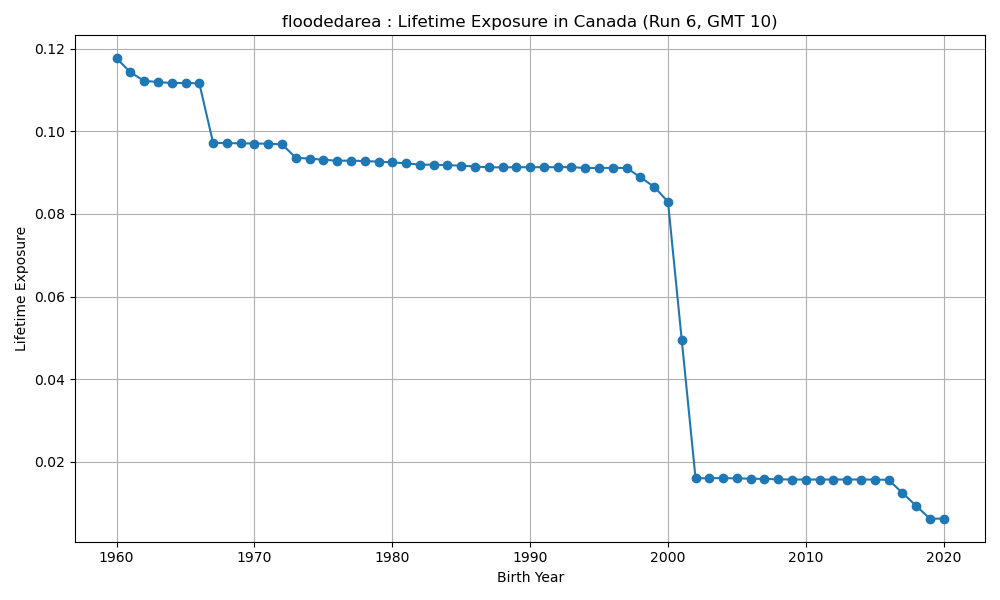 floodedarea : Lifetime Exposure in Canada (Run 6, GMT 10)
Lifetime Exposure
0.12
0.10
0.08
0.06
0.04
0.02
1960 1970 1980 1990 2000 2010 2020
Birth Year